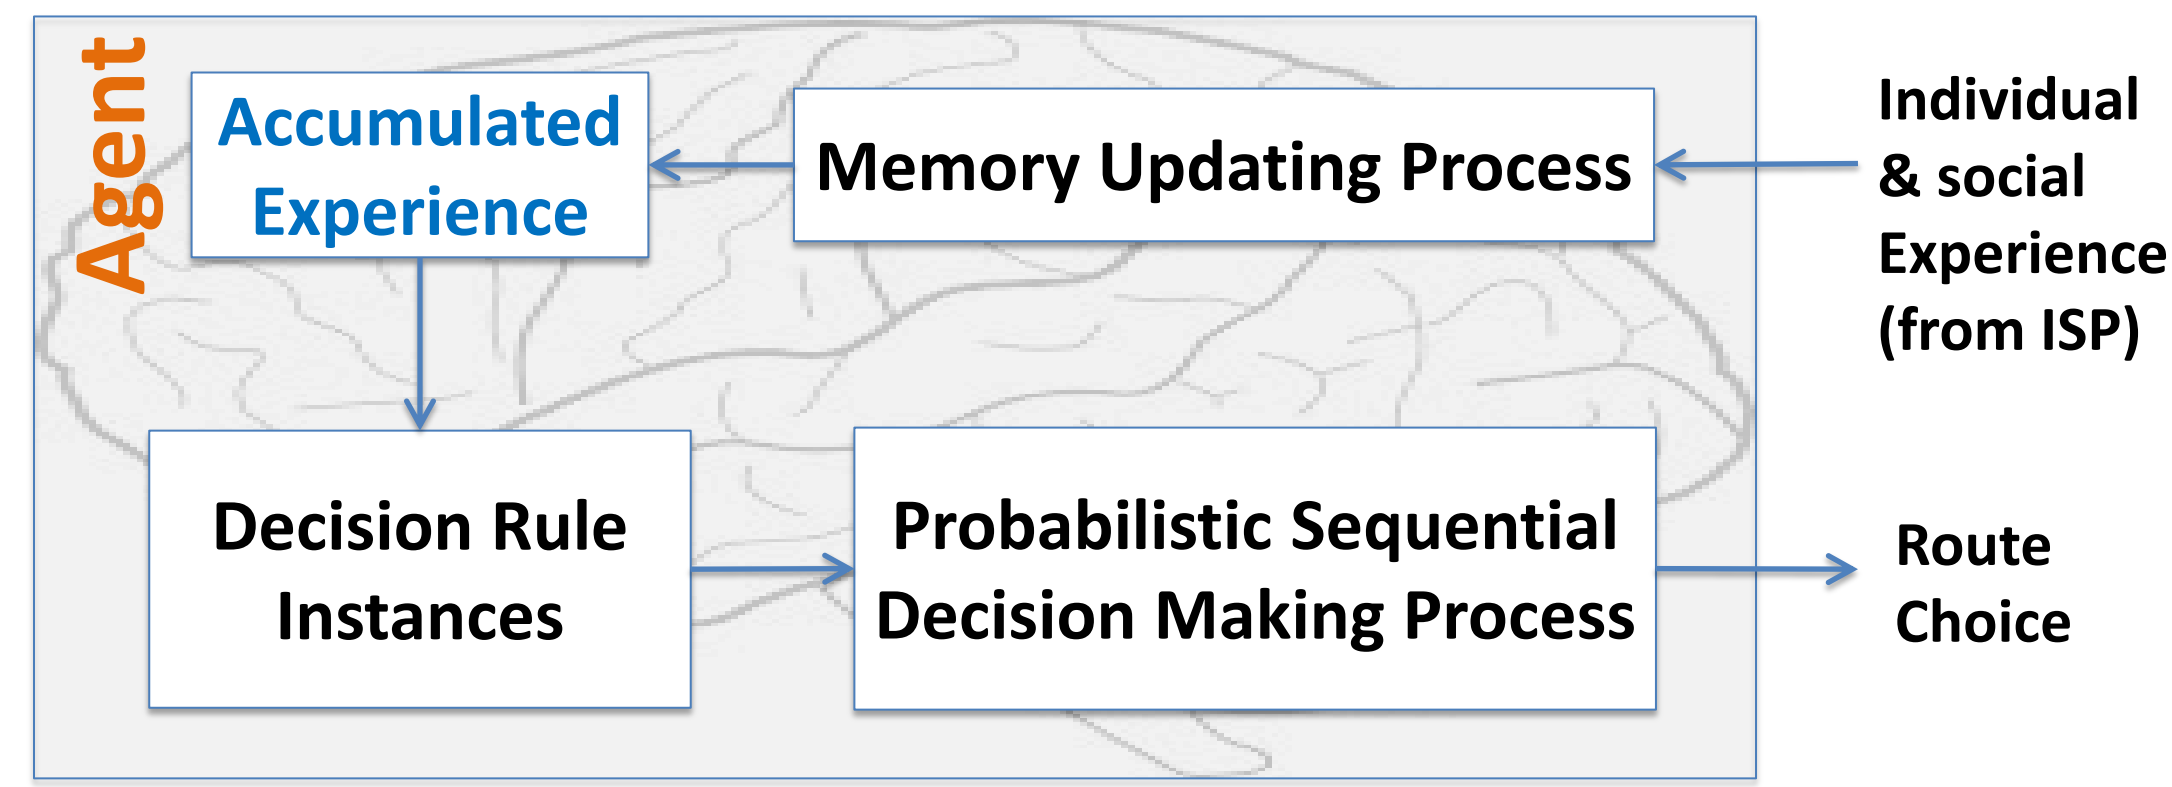 Agent
Accumulated
Experience
Memory Updating Process
Individual
& social
Experience
(from ISP)
Decision Rule
Instances
Probabilistic Sequential
Decision Making Process
Route
Choice